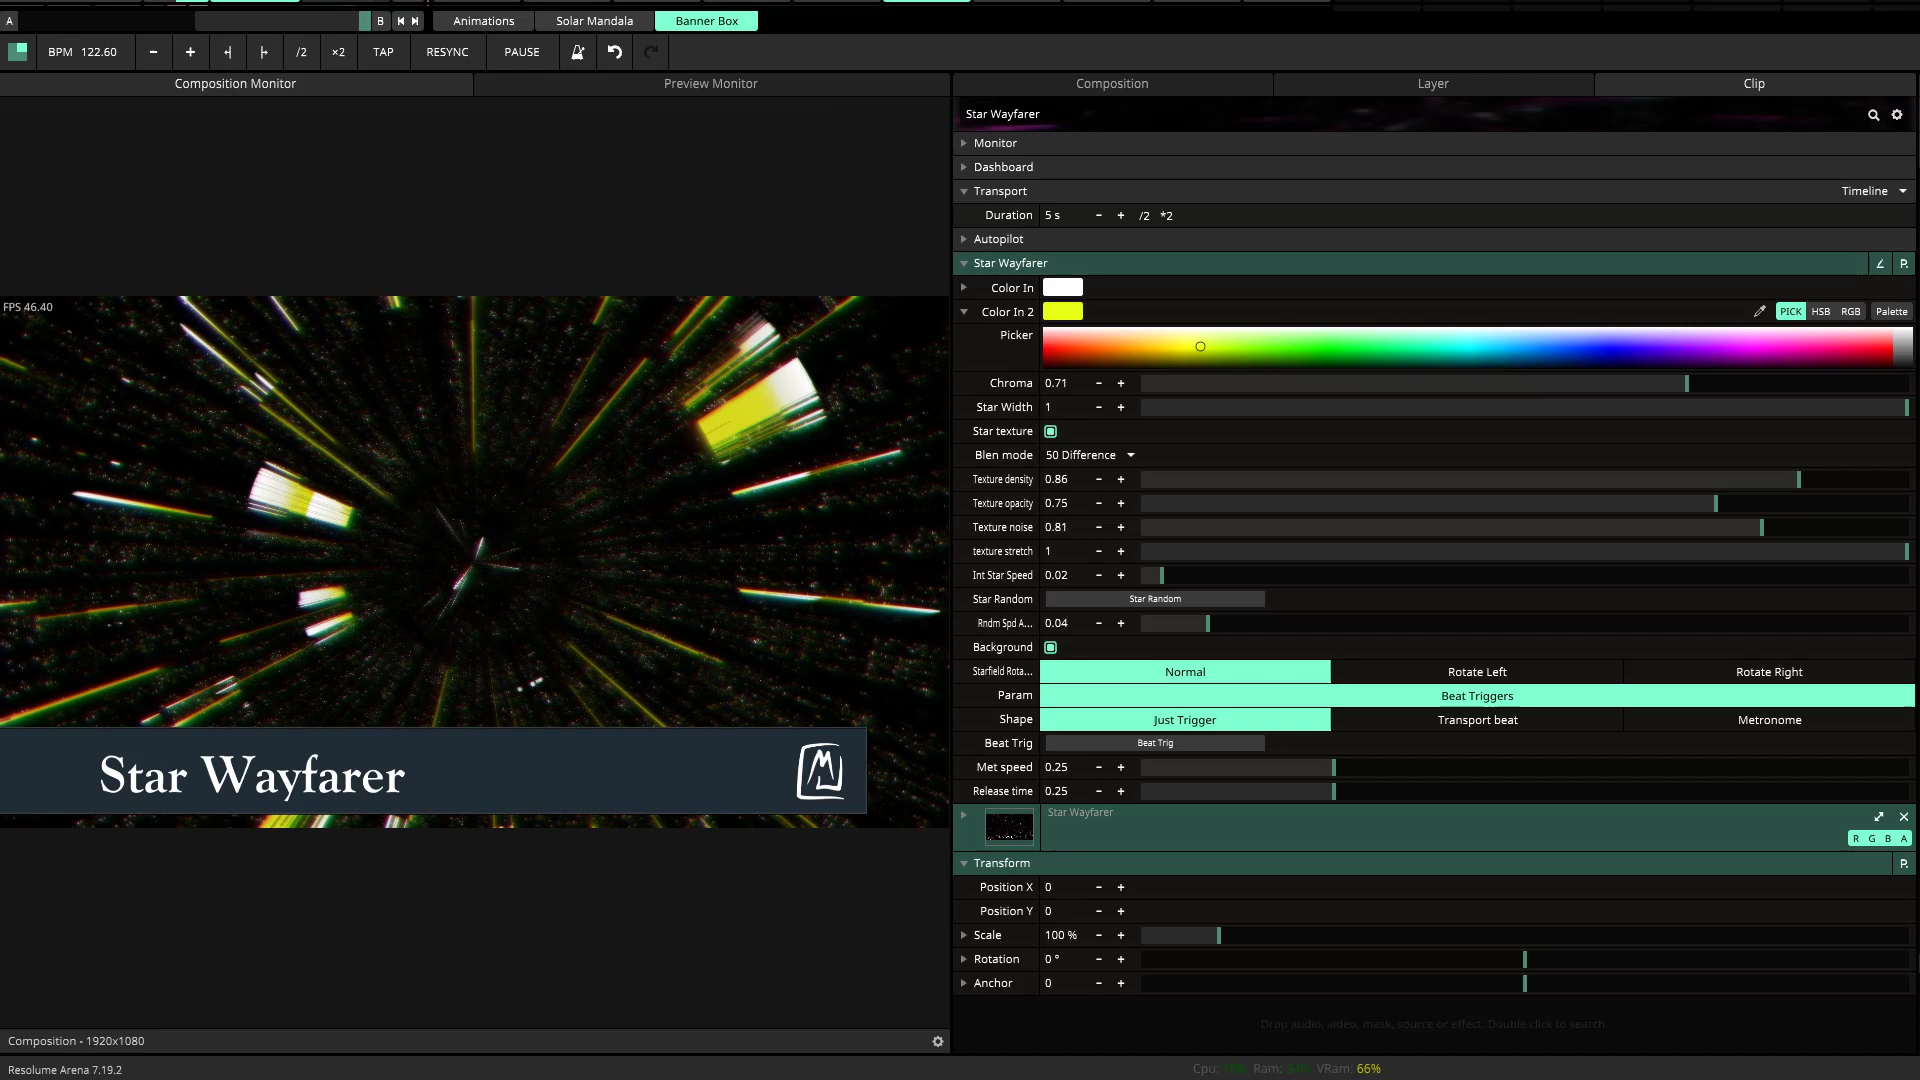 A B Animations Solar Mandala Banner Box
BPM 122.60 - + /2 ×2 TAP RESYNC PAUSE
Composition Monitor Preview Monitor Composition Layer Clip
Star Wayfarer
Monitor
Dashboard
Transport Timeline
Duration 5 s - + /2 *2
Autopilot
Star Wayfarer P.
Color In
FPS 46.40
Color In 2 PICK HSB RGB Palette
Picker
Chroma 0.71 - +
Star Width 1 - +
Star texture
Blen mode 50 Difference
Texture density 0.86 - +
Texture opacity 0.75 - +
Texture noise 0.81 - +
texture stretch 1 - +
Int Star Speed 0.02 - +
Star Random Star Random
Rndm Spd A... 0.04 - +
Background
Starfield Rota... Normal Rotate Left Rotate Right
Param Beat Triggers
Shape Just Trigger Transport beat Metronome
Beat Trig Beat Trig
Met speed 0.25 - +
Release time 0.25 - +
Star Wayfarer
Star Wayfarer
R G B A
Transform P.
Position X 0 - +
Position Y 0 - +
Scale 100 % - +
Rotation 0 ° - +
Anchor 0 - +
Drop audio, video, mask, source or effect. Double click to search.
Composition - 1920x1080
Resolume Arena 7.19.2 Cpu: Ram: VRam: 66%